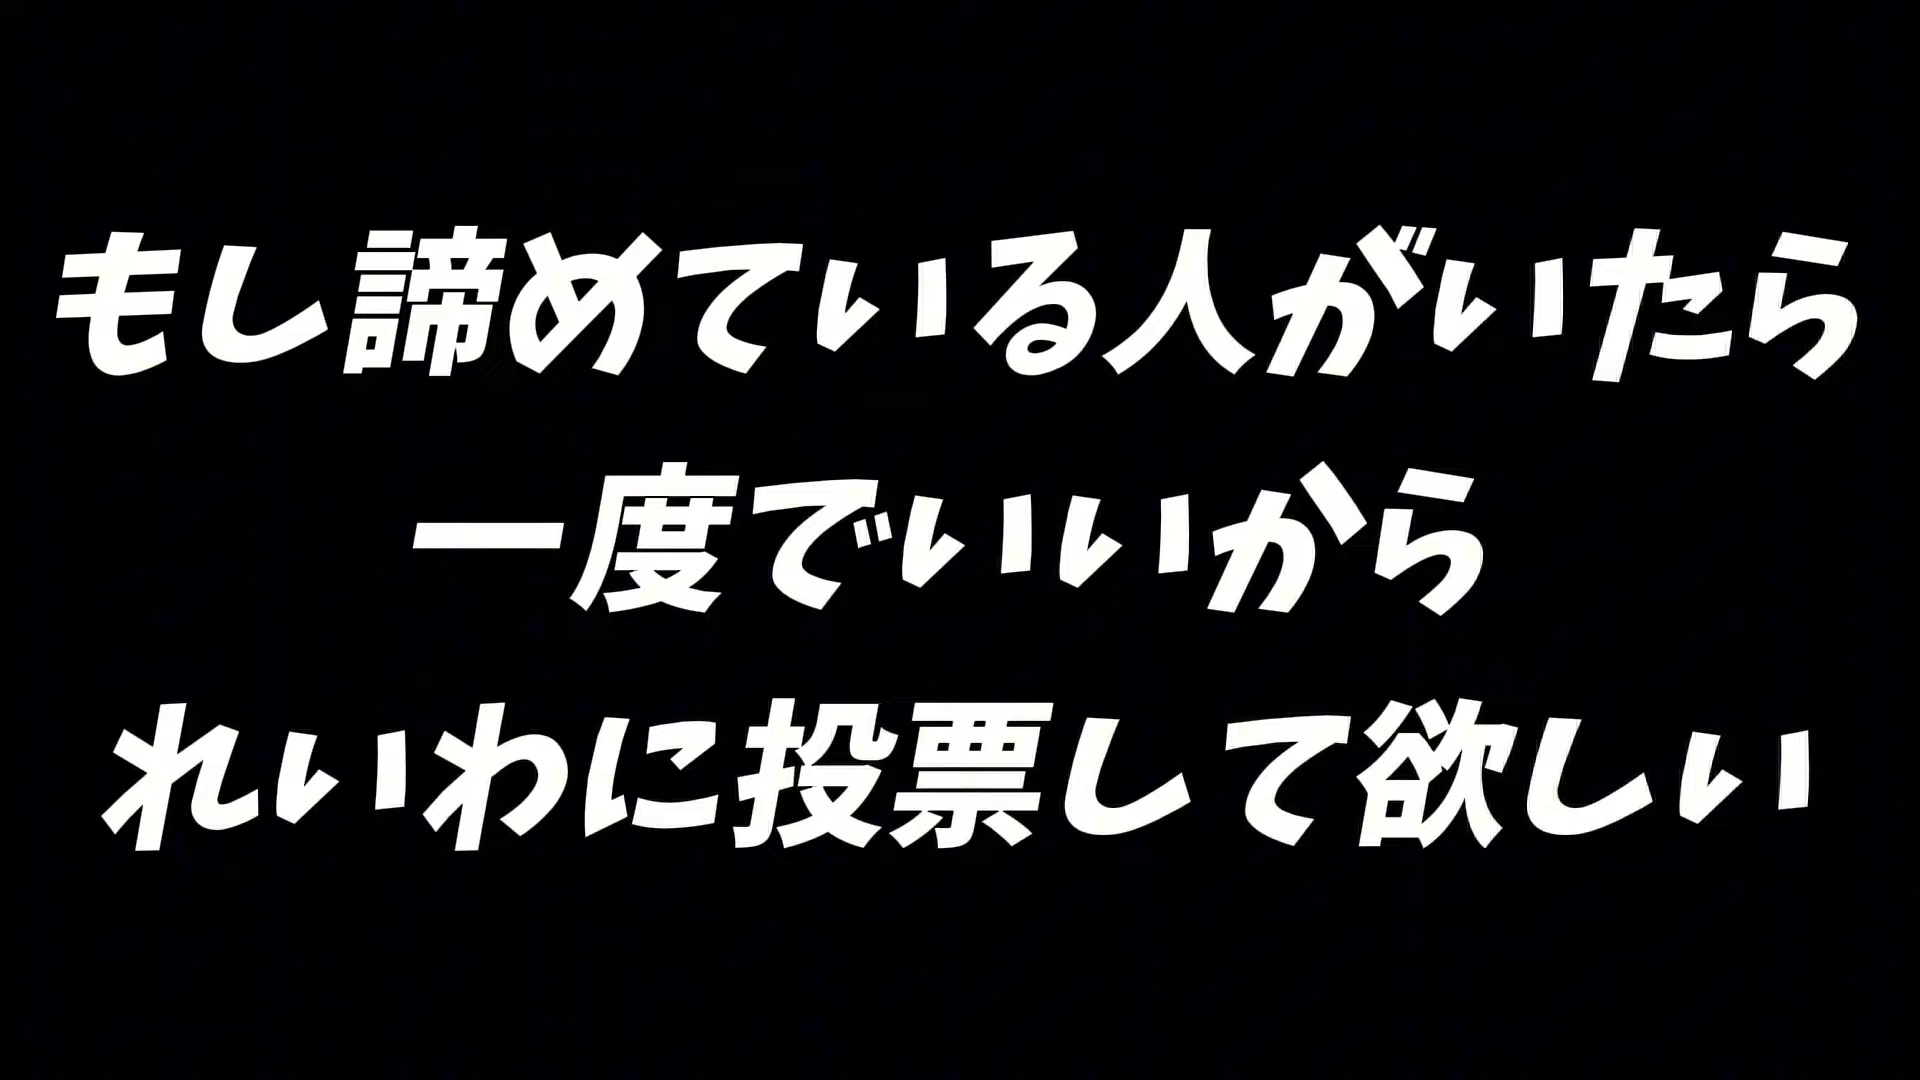 もし諦めている人がいたら
一度でいいから
れいわに投票して欲しい